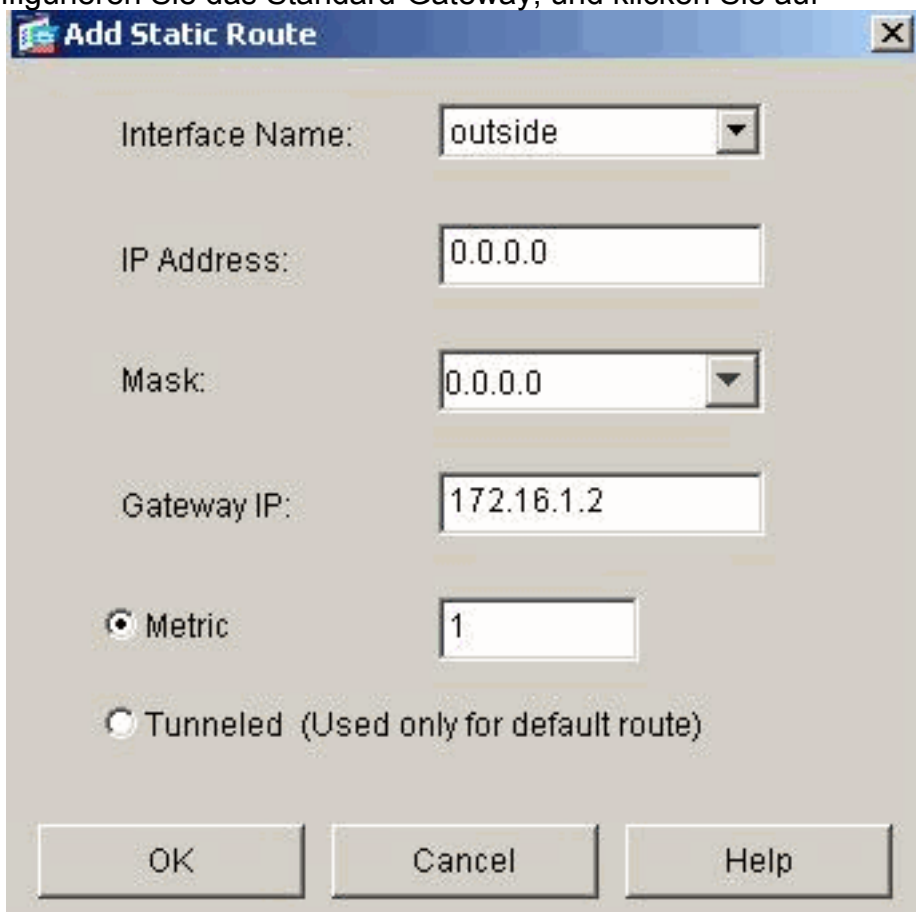 figurieren Sie das Standard-Gateway, und klicken Sie auf
Add Static Route
Interface Name: outside
IP Address: 0.0.0.0
Mask: 0.0.0.0
Gateway IP: 172.16.1.2
Metric 1
Tunneled (Used only for default route)
OK Cancel Help